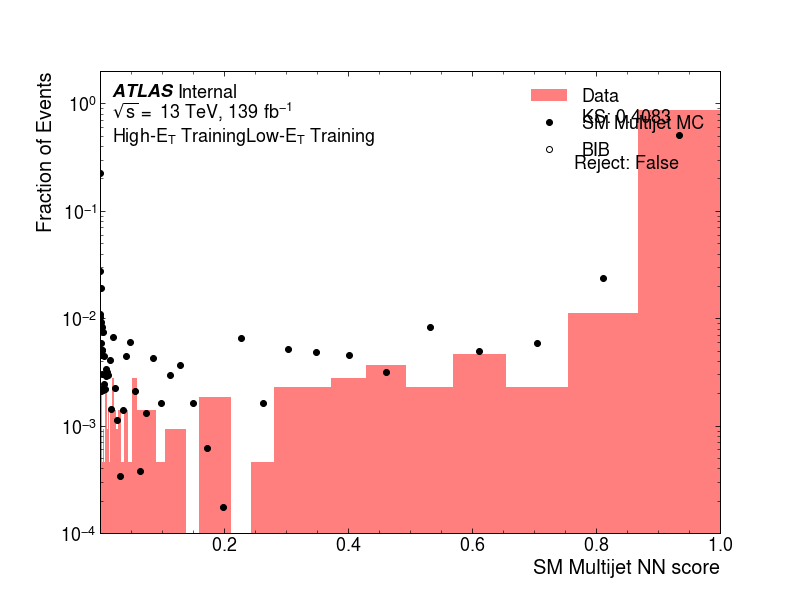 ATLAS Internal
√s = 13 TeV, 139 fb⁻¹
High-E_T TrainingLow-E_T Training
Data
KS: 0.4083
SM Multijet MC
BIB
Reject: False
Fraction of Events
10⁰
10⁻¹
10⁻²
10⁻³
10⁻⁴
0.2 0.4 0.6 0.8 1.0
SM Multijet NN score